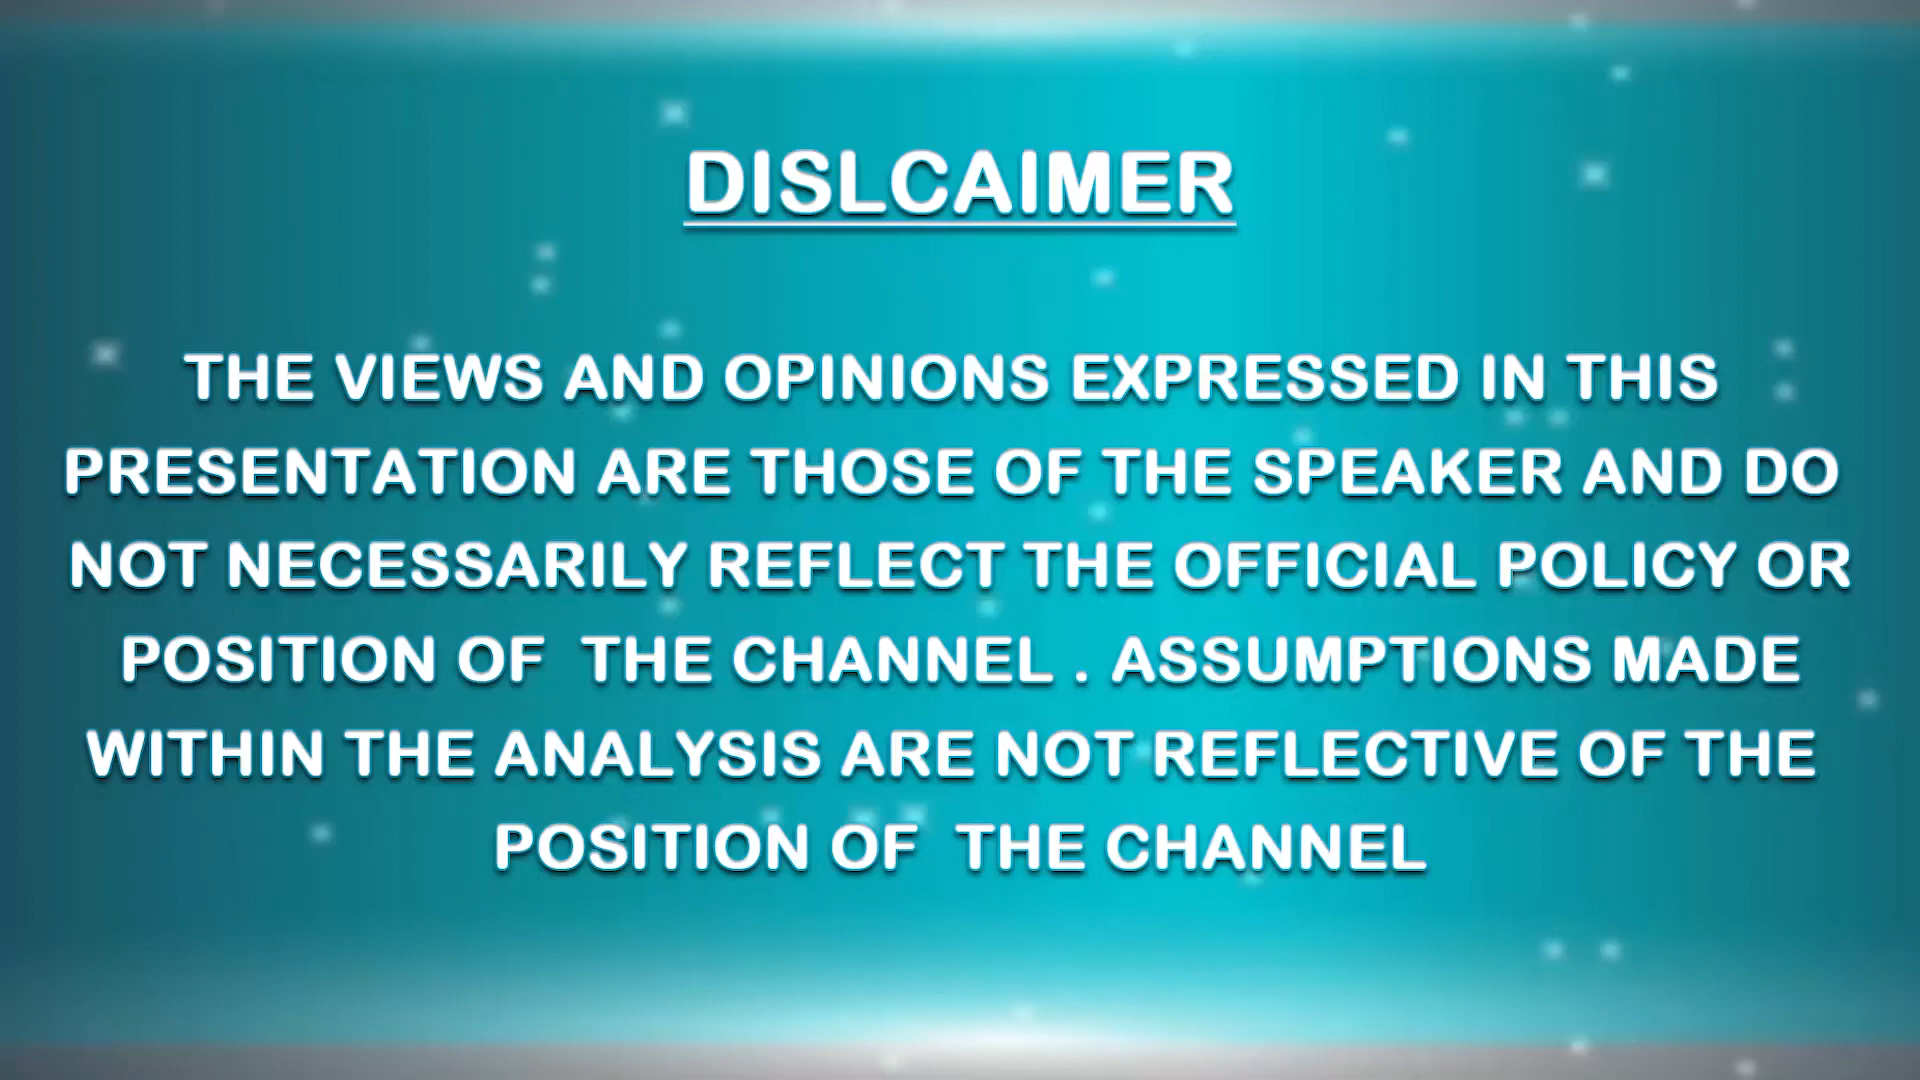 DISLCAIMER
THE VIEWS AND OPINIONS EXPRESSED IN THIS
PRESENTATION ARE THOSE OF THE SPEAKER AND DO
NOT NECESSARILY REFLECT THE OFFICIAL POLICY OR
POSITION OF  THE CHANNEL . ASSUMPTIONS MADE
WITHIN THE ANALYSIS ARE NOT REFLECTIVE OF THE
POSITION OF  THE CHANNEL